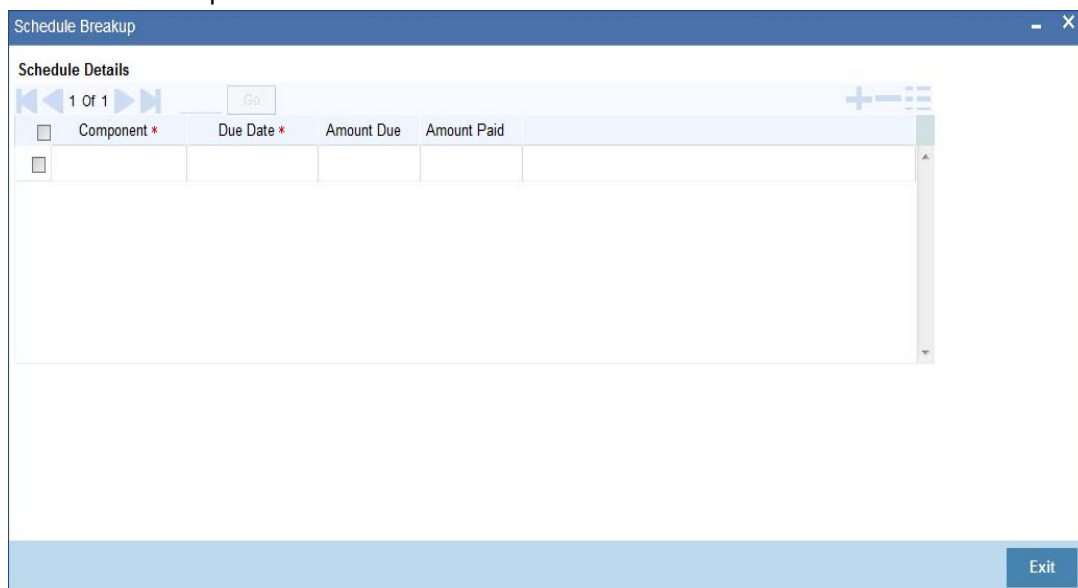 Schedule Breakup
Schedule Details
1 Of 1 Go
Component * Due Date * Amount Due Amount Paid
Exit